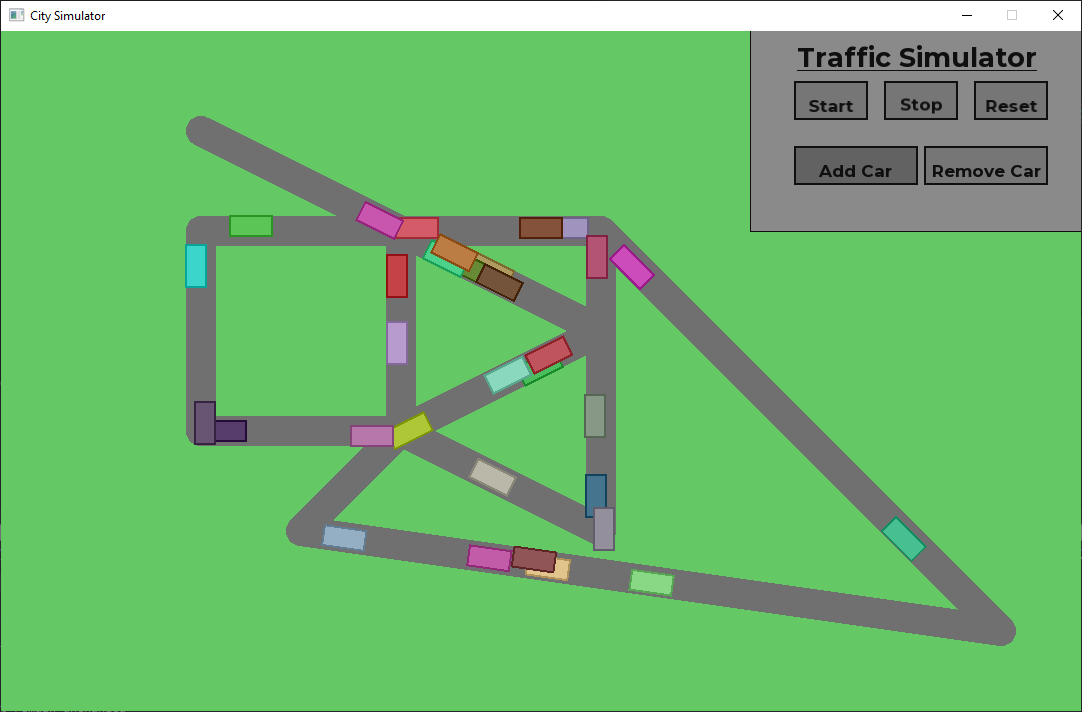 City Simulator
Traffic Simulator
Start Stop Reset
Add Car Remove Car